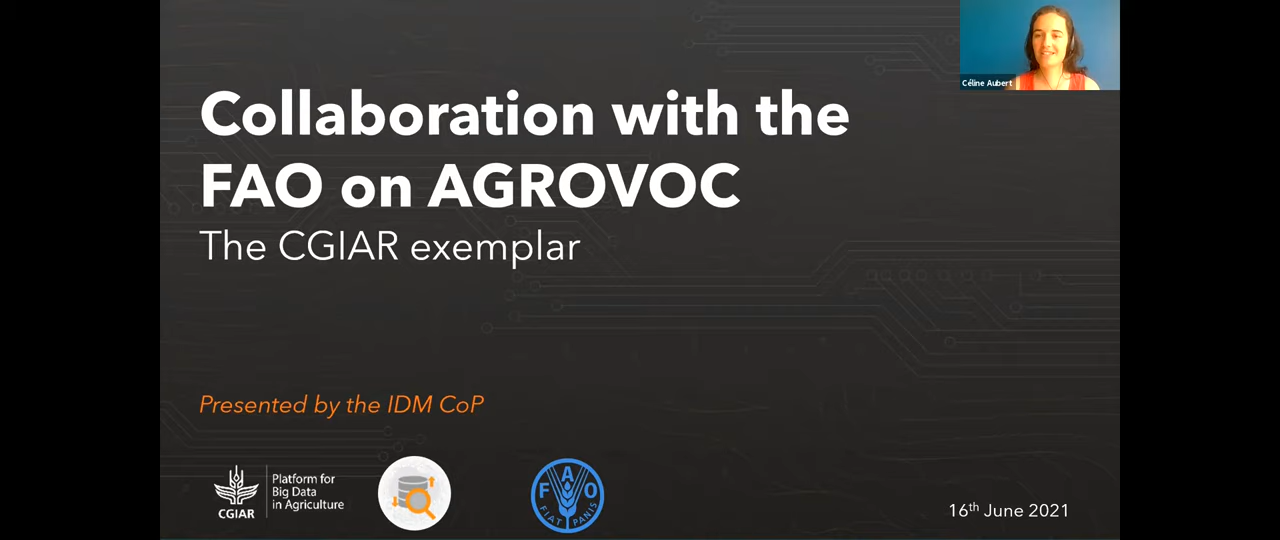 Céline Aubert
Collaboration with the
FAO on AGROVOC
The CGIAR exemplar
Presented by the IDM CoP
CGIAR
Platform for
Big Data
in Agriculture
F A O
FIAT PANIS
16th June 2021